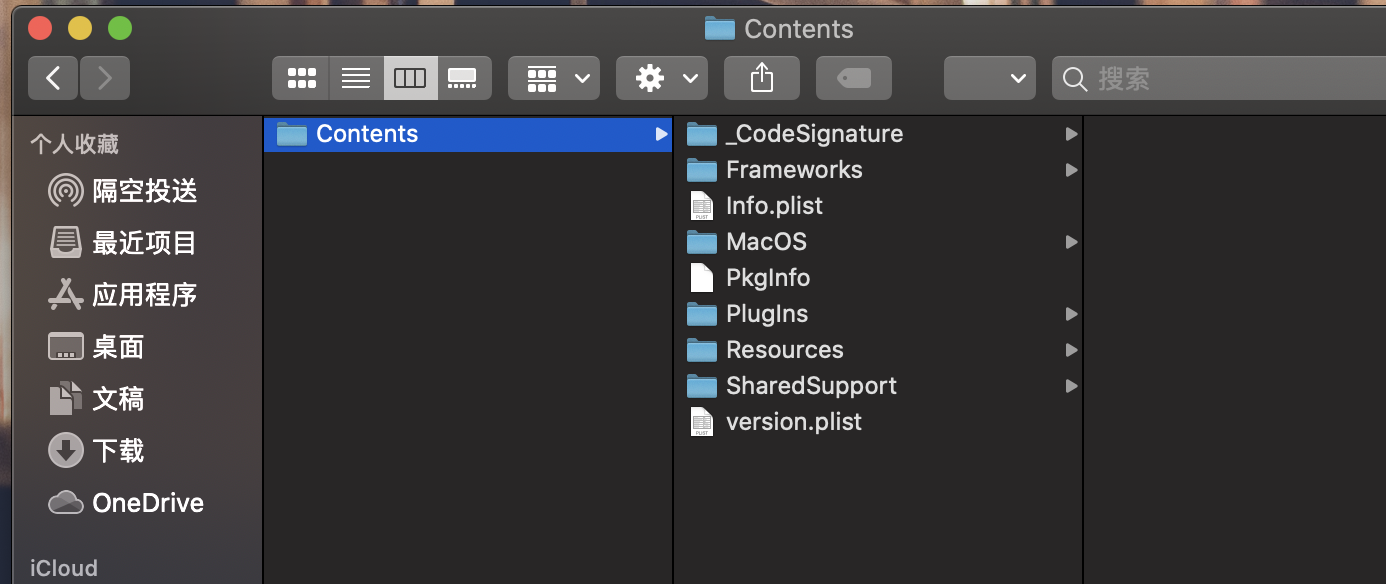 Contents
搜索
个人收藏
隔空投送
最近项目
应用程序
桌面
文稿
下载
OneDrive
iCloud
Contents
_CodeSignature
Frameworks
Info.plist
MacOS
PkgInfo
PlugIns
Resources
SharedSupport
version.plist